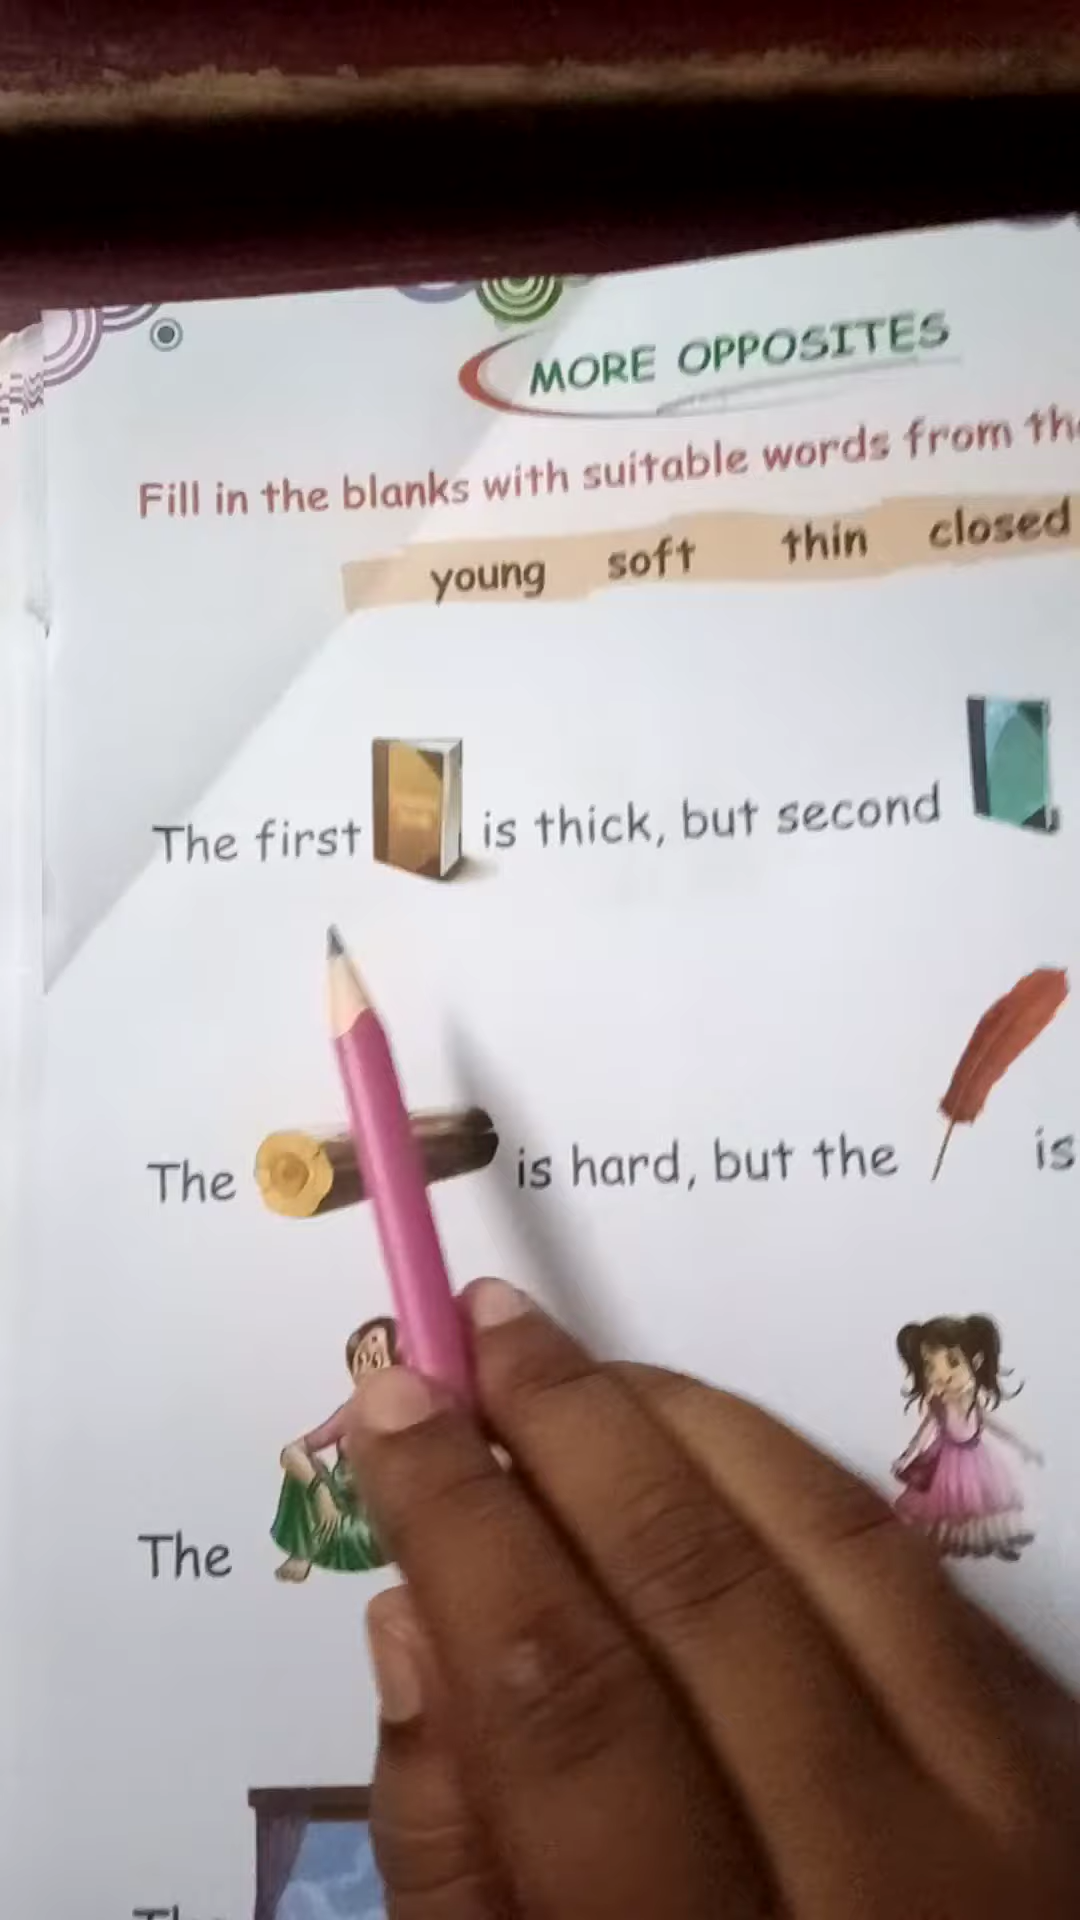 MORE OPPOSITES
Fill in the blanks with suitable words from
young soft thin closed
The first is thick, but second
The is hard, but the is
The